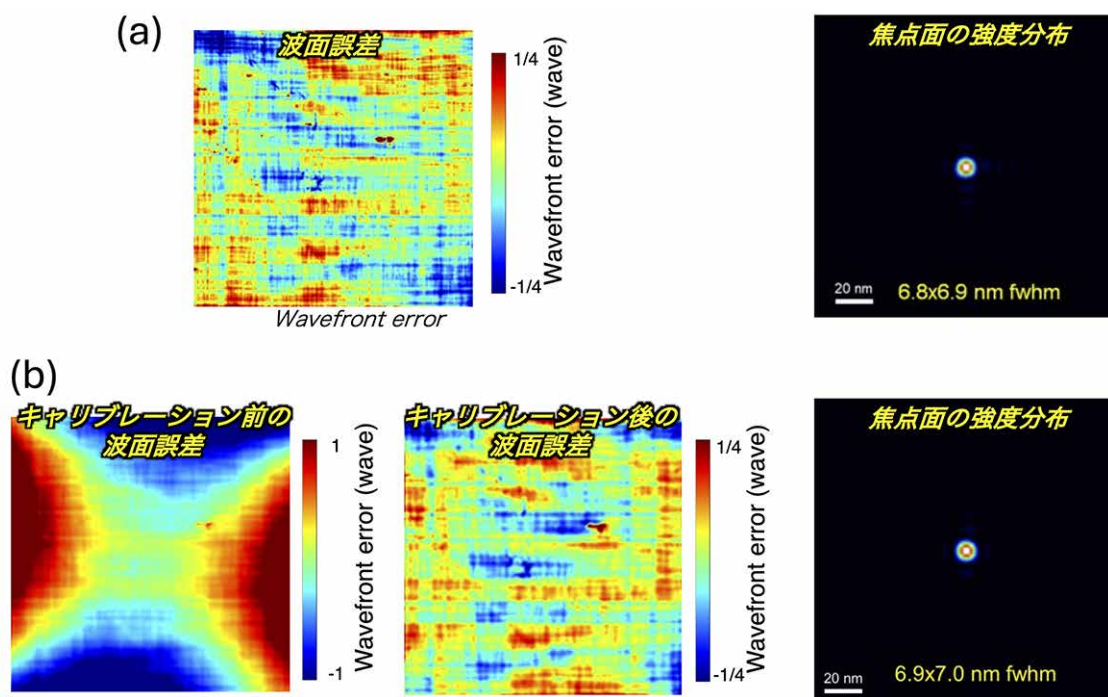 (a)
波面誤差
1/4
Wavefront error (wave)
-1/4
Wavefront error
焦点面の強度分布
20 nm
6.8x6.9 nm fwhm
(b)
キャリブレーション前の
波面誤差
1
Wavefront error (wave)
-1
キャリブレーション後の
波面誤差
1/4
Wavefront error (wave)
-1/4
焦点面の強度分布
20 nm
6.9x7.0 nm fwhm